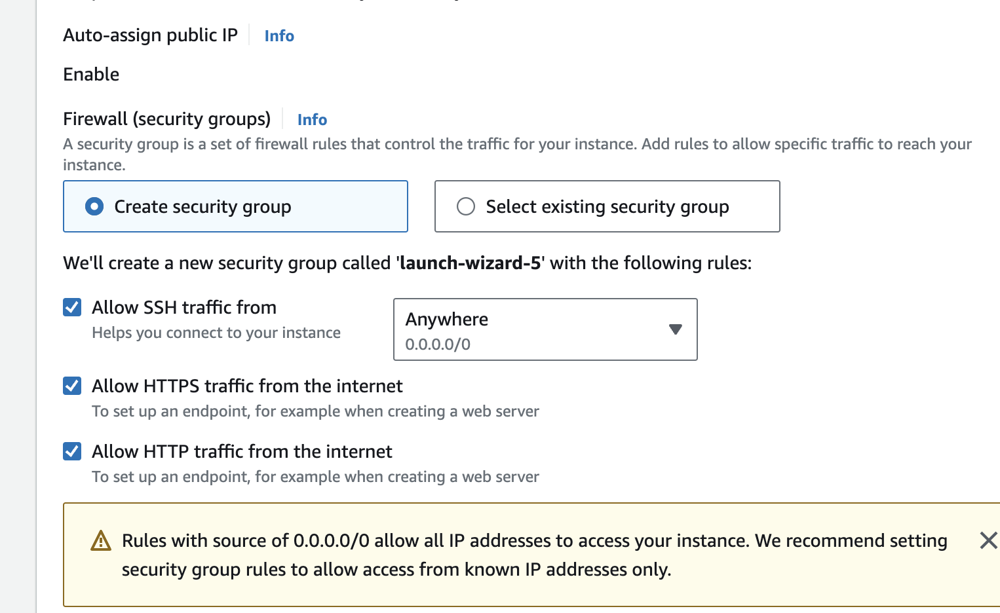 Auto-assign public IP Info
Enable
Firewall (security groups) Info
A security group is a set of firewall rules that control the traffic for your instance. Add rules to allow specific traffic to reach your
instance.
Create security group
Select existing security group
We'll create a new security group called 'launch-wizard-5' with the following rules:
Allow SSH traffic from
Helps you connect to your instance
Anywhere
0.0.0.0/0
Allow HTTPS traffic from the internet
To set up an endpoint, for example when creating a web server
Allow HTTP traffic from the internet
To set up an endpoint, for example when creating a web server
Rules with source of 0.0.0.0/0 allow all IP addresses to access your instance. We recommend setting
security group rules to allow access from known IP addresses only.